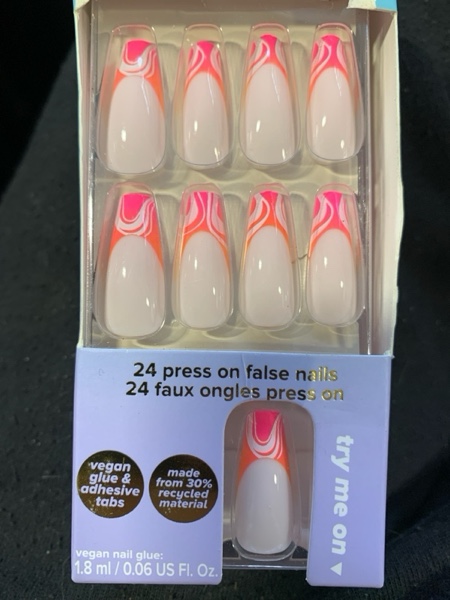 24 press on false nails
24 faux ongles press on
vegan
glue &
adhesive
tabs
made
from 30%
recycled
material
try me on
vegan nail glue:
1.8 ml / 0.06 US Fl. Oz.